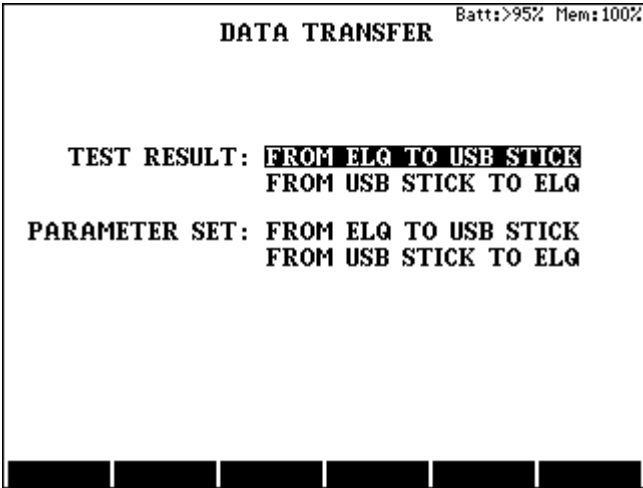 Batt:>95% Mem:100%
DATA TRANSFER
TEST RESULT: FROM ELQ TO USB STICK
FROM USB STICK TO ELQ
PARAMETER SET: FROM ELQ TO USB STICK
FROM USB STICK TO ELQ